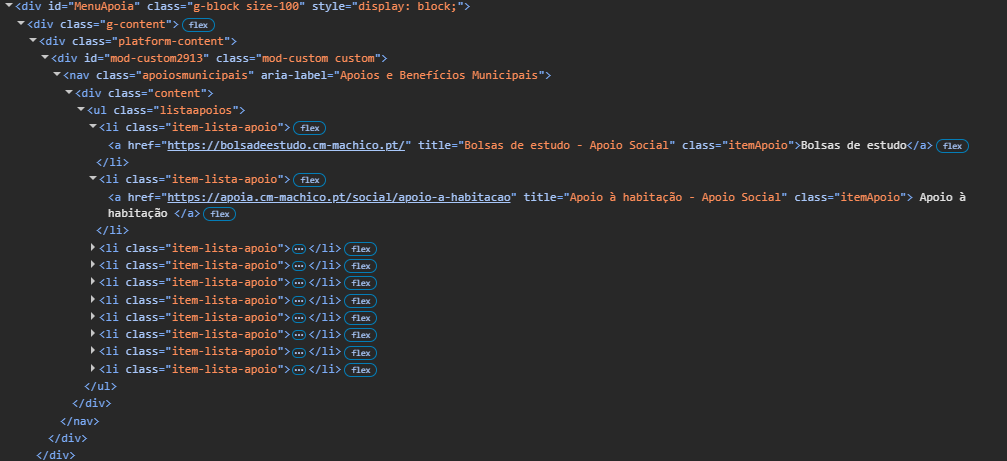 <div id="MenuApoia" class="g-block size-100" style="display: block;">
<div class="g-content"> flex
<div class="platform-content">
<div id="mod-custom2913" class="mod-custom custom">
<nav class="apoiosmunicipais" aria-label="Apoios e Benefícios Municipais">
<div class="content">
<ul class="listaapoios">
<li class="item-lista-apoio"> flex
<a href="https://bolsadeestudo.cm-machico.pt/" title="Bolsas de estudo - Apoio Social" class="itemApoio">Bolsas de estudo</a> flex
</li>
<li class="item-lista-apoio"> flex
<a href="https://apoia.cm-machico.pt/social/apoio-a-habitacao" title="Apoio à habitação - Apoio Social" class="itemApoio"> Apoio à
habitação </a> flex
</li>
<li class="item-lista-apoio">…</li> flex
<li class="item-lista-apoio">…</li> flex
<li class="item-lista-apoio">…</li> flex
<li class="item-lista-apoio">…</li> flex
<li class="item-lista-apoio">…</li> flex
<li class="item-lista-apoio">…</li> flex
<li class="item-lista-apoio">…</li> flex
<li class="item-lista-apoio">…</li> flex
</ul>
</div>
</nav>
</div>
</div>